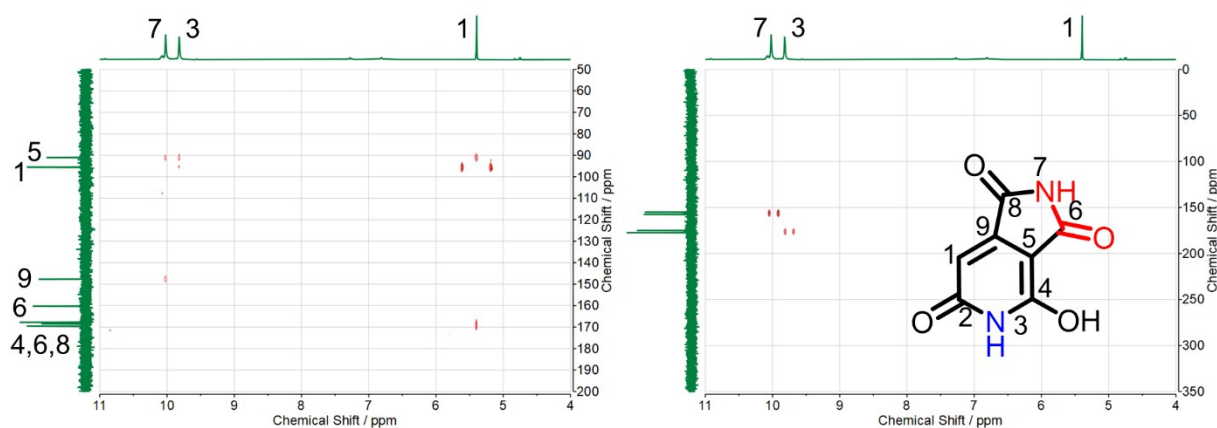 7 3 1
5
1
9
6
4,6,8
50
60
70
80
90
100
110
120
130
140
150
160
170
180
190
200
Chemical Shift / ppm
11 10 9 8 7 6 5 4
Chemical Shift / ppm
7 3 1
0
50
100
150
200
250
300
350
Chemical Shift / ppm
11 10 9 8 7 6 5 4
Chemical Shift / ppm
7
O NH
8 6
9 5 O
1
4
O 2 N 3 OH
H